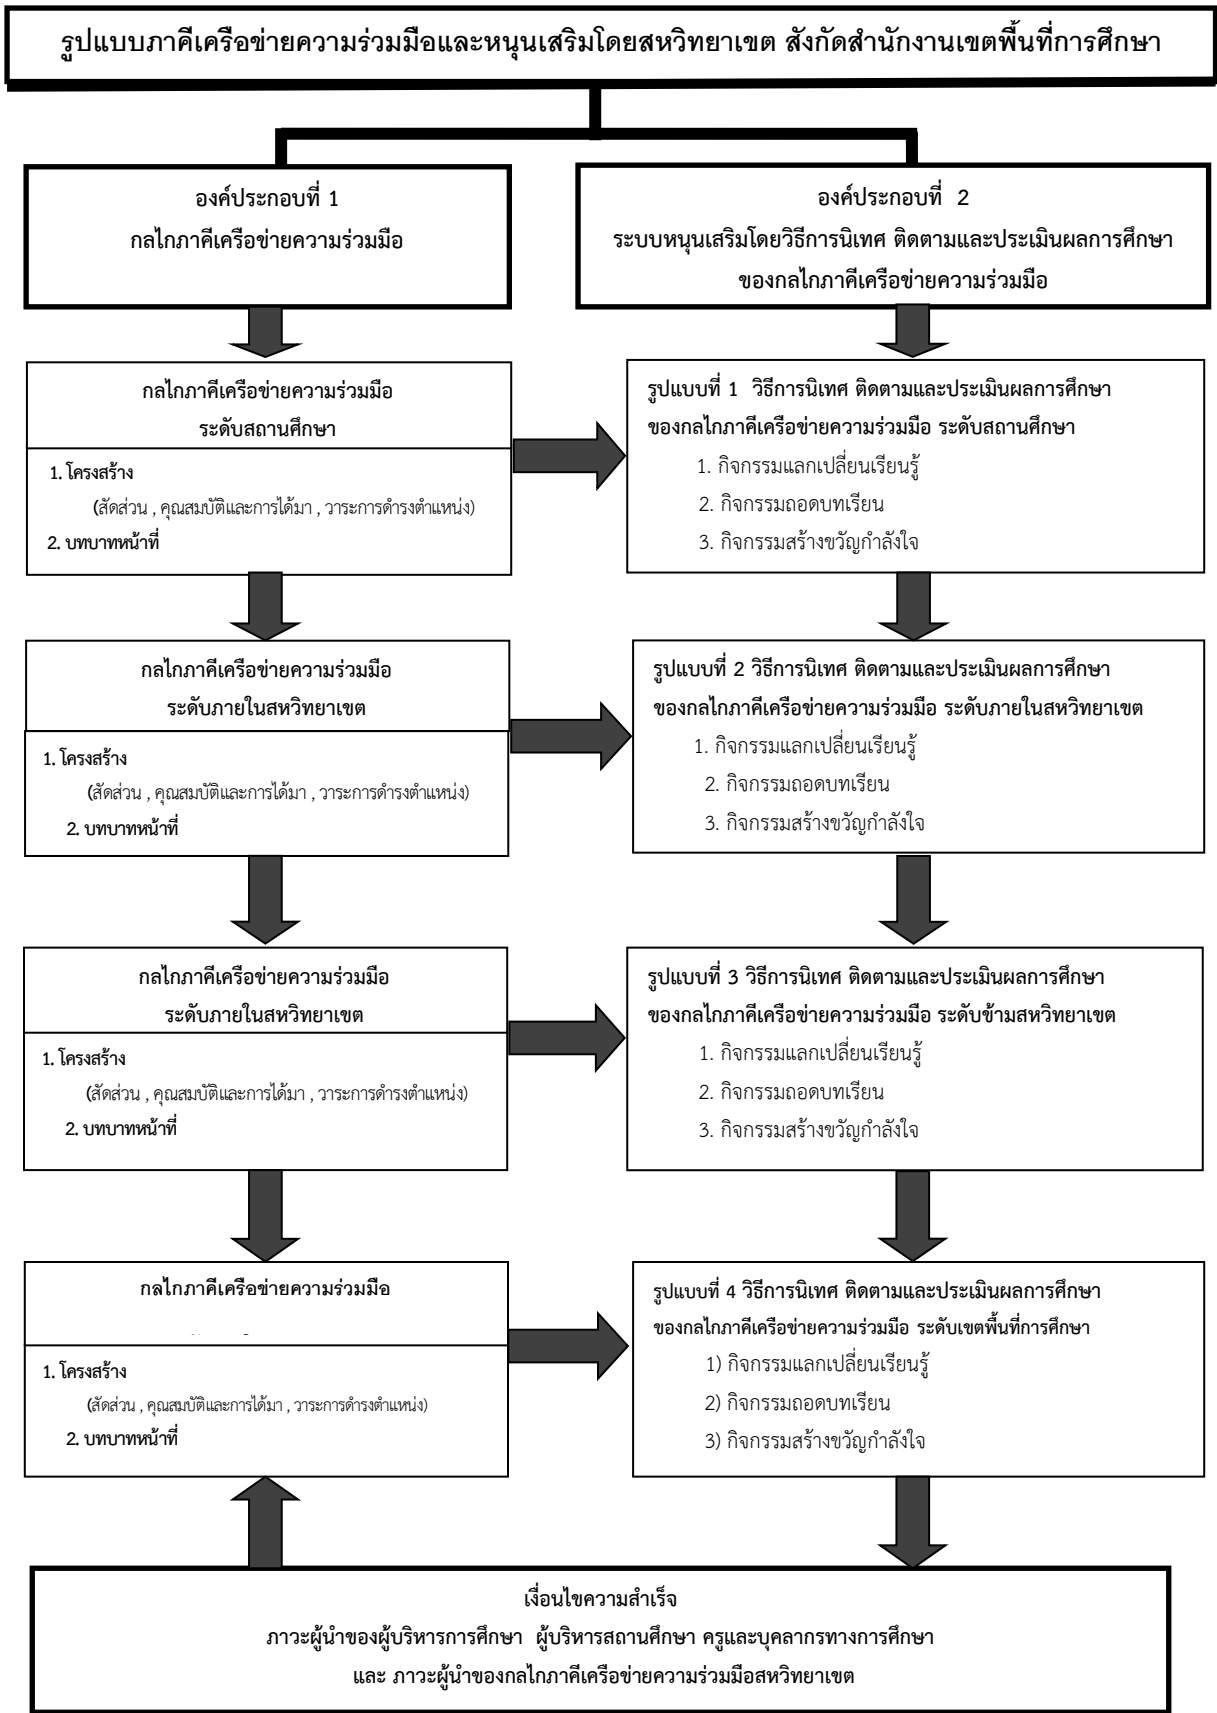 รูปแบบภาคีเครือข่ายความร่วมมือและหนุนเสริมโดยสหวิทยาเขต สังกัดสำนักงานเขตพื้นที่การศึกษา
องค์ประกอบที่ 1
กลไกภาคีเครือข่ายความร่วมมือ
องค์ประกอบที่ 2
ระบบหนุนเสริมโดยวิธีการนิเทศ ติดตามและประเมินผลการศึกษา
ของกลไกภาคีเครือข่ายความร่วมมือ
กลไกภาคีเครือข่ายความร่วมมือ
ระดับสถานศึกษา
1. โครงสร้าง
(สัดส่วน , คุณสมบัติและการได้มา , วาระการดำรงตำแหน่ง)
2. บทบาทหน้าที่
รูปแบบที่ 1 วิธีการนิเทศ ติดตามและประเมินผลการศึกษา
ของกลไกภาคีเครือข่ายความร่วมมือ ระดับสถานศึกษา
1. กิจกรรมแลกเปลี่ยนเรียนรู้
2. กิจกรรมถอดบทเรียน
3. กิจกรรมสร้างขวัญกำลังใจ
กลไกภาคีเครือข่ายความร่วมมือ
ระดับภายในสหวิทยาเขต
1. โครงสร้าง
(สัดส่วน , คุณสมบัติและการได้มา , วาระการดำรงตำแหน่ง)
2. บทบาทหน้าที่
รูปแบบที่ 2 วิธีการนิเทศ ติดตามและประเมินผลการศึกษา
ของกลไกภาคีเครือข่ายความร่วมมือ ระดับภายในสหวิทยาเขต
1. กิจกรรมแลกเปลี่ยนเรียนรู้
2. กิจกรรมถอดบทเรียน
3. กิจกรรมสร้างขวัญกำลังใจ
กลไกภาคีเครือข่ายความร่วมมือ
ระดับภายในสหวิทยาเขต
1. โครงสร้าง
(สัดส่วน , คุณสมบัติและการได้มา , วาระการดำรงตำแหน่ง)
2. บทบาทหน้าที่
รูปแบบที่ 3 วิธีการนิเทศ ติดตามและประเมินผลการศึกษา
ของกลไกภาคีเครือข่ายความร่วมมือ ระดับข้ามสหวิทยาเขต
1. กิจกรรมแลกเปลี่ยนเรียนรู้
2. กิจกรรมถอดบทเรียน
3. กิจกรรมสร้างขวัญกำลังใจ
กลไกภาคีเครือข่ายความร่วมมือ
1. โครงสร้าง
(สัดส่วน , คุณสมบัติและการได้มา , วาระการดำรงตำแหน่ง)
2. บทบาทหน้าที่
รูปแบบที่ 4 วิธีการนิเทศ ติดตามและประเมินผลการศึกษา
ของกลไกภาคีเครือข่ายความร่วมมือ ระดับเขตพื้นที่การศึกษา
1) กิจกรรมแลกเปลี่ยนเรียนรู้
2) กิจกรรมถอดบทเรียน
3) กิจกรรมสร้างขวัญกำลังใจ
เงื่อนไขความสำเร็จ
ภาวะผู้นำของผู้บริหารการศึกษา ผู้บริหารสถานศึกษา ครูและบุคลากรทางการศึกษา
และ ภาวะผู้นำของกลไกภาคีเครือข่ายความร่วมมือสหวิทยาเขต